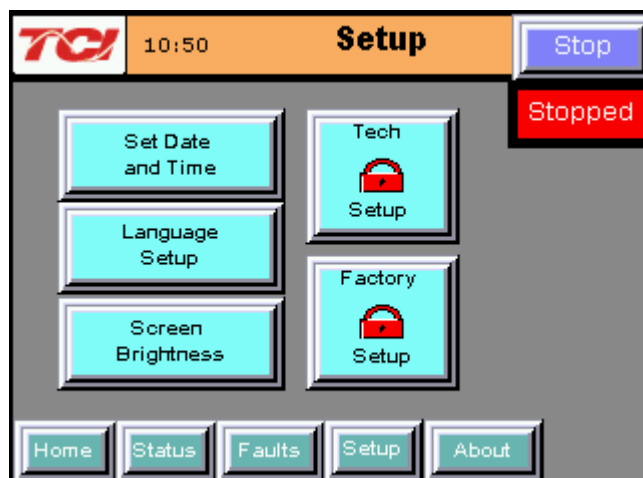 TCI 10:50 Setup Stop
Stopped
Set Date
and Time
Language
Setup
Screen
Brightness
Tech
Setup
Factory
Setup
Home Status Faults Setup About